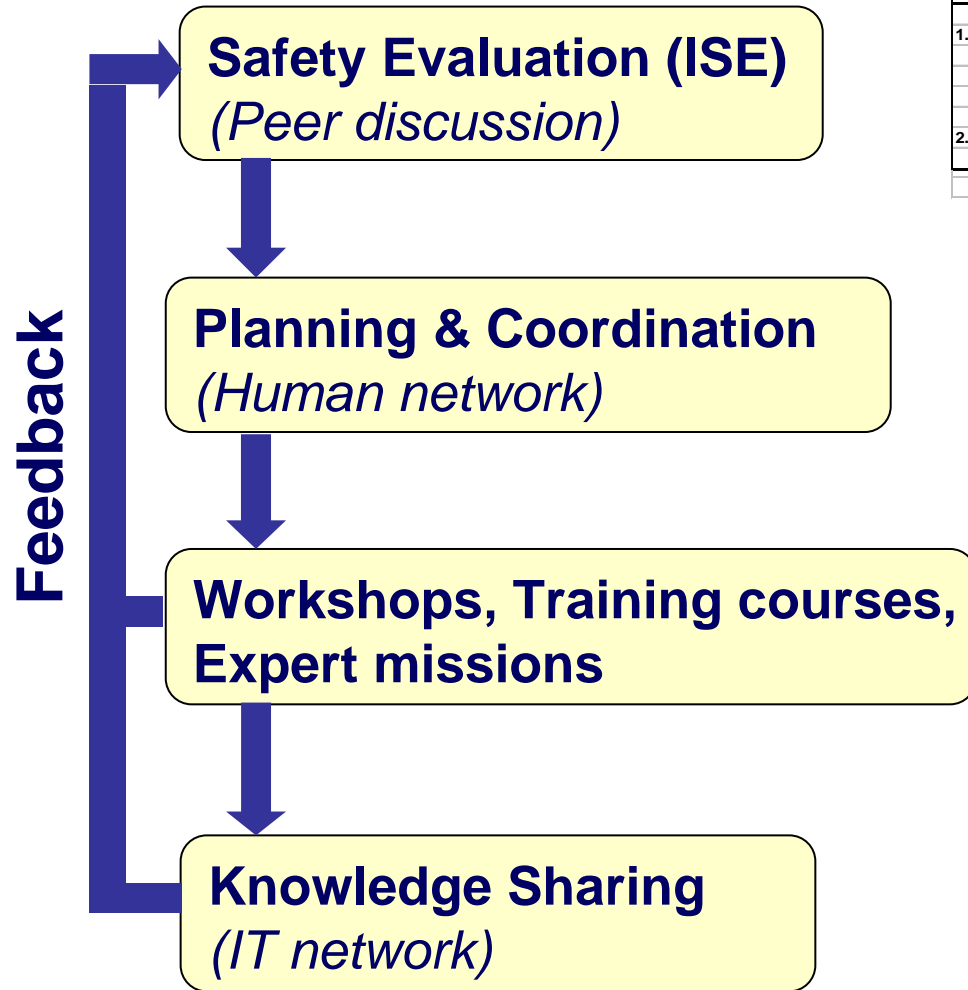 Safety Evaluation (ISE)
(Peer discussion)
1.
2.
Planning & Coordination
(Human network)
Feedback
Workshops, Training courses,
Expert missions
Knowledge Sharing
(IT network)